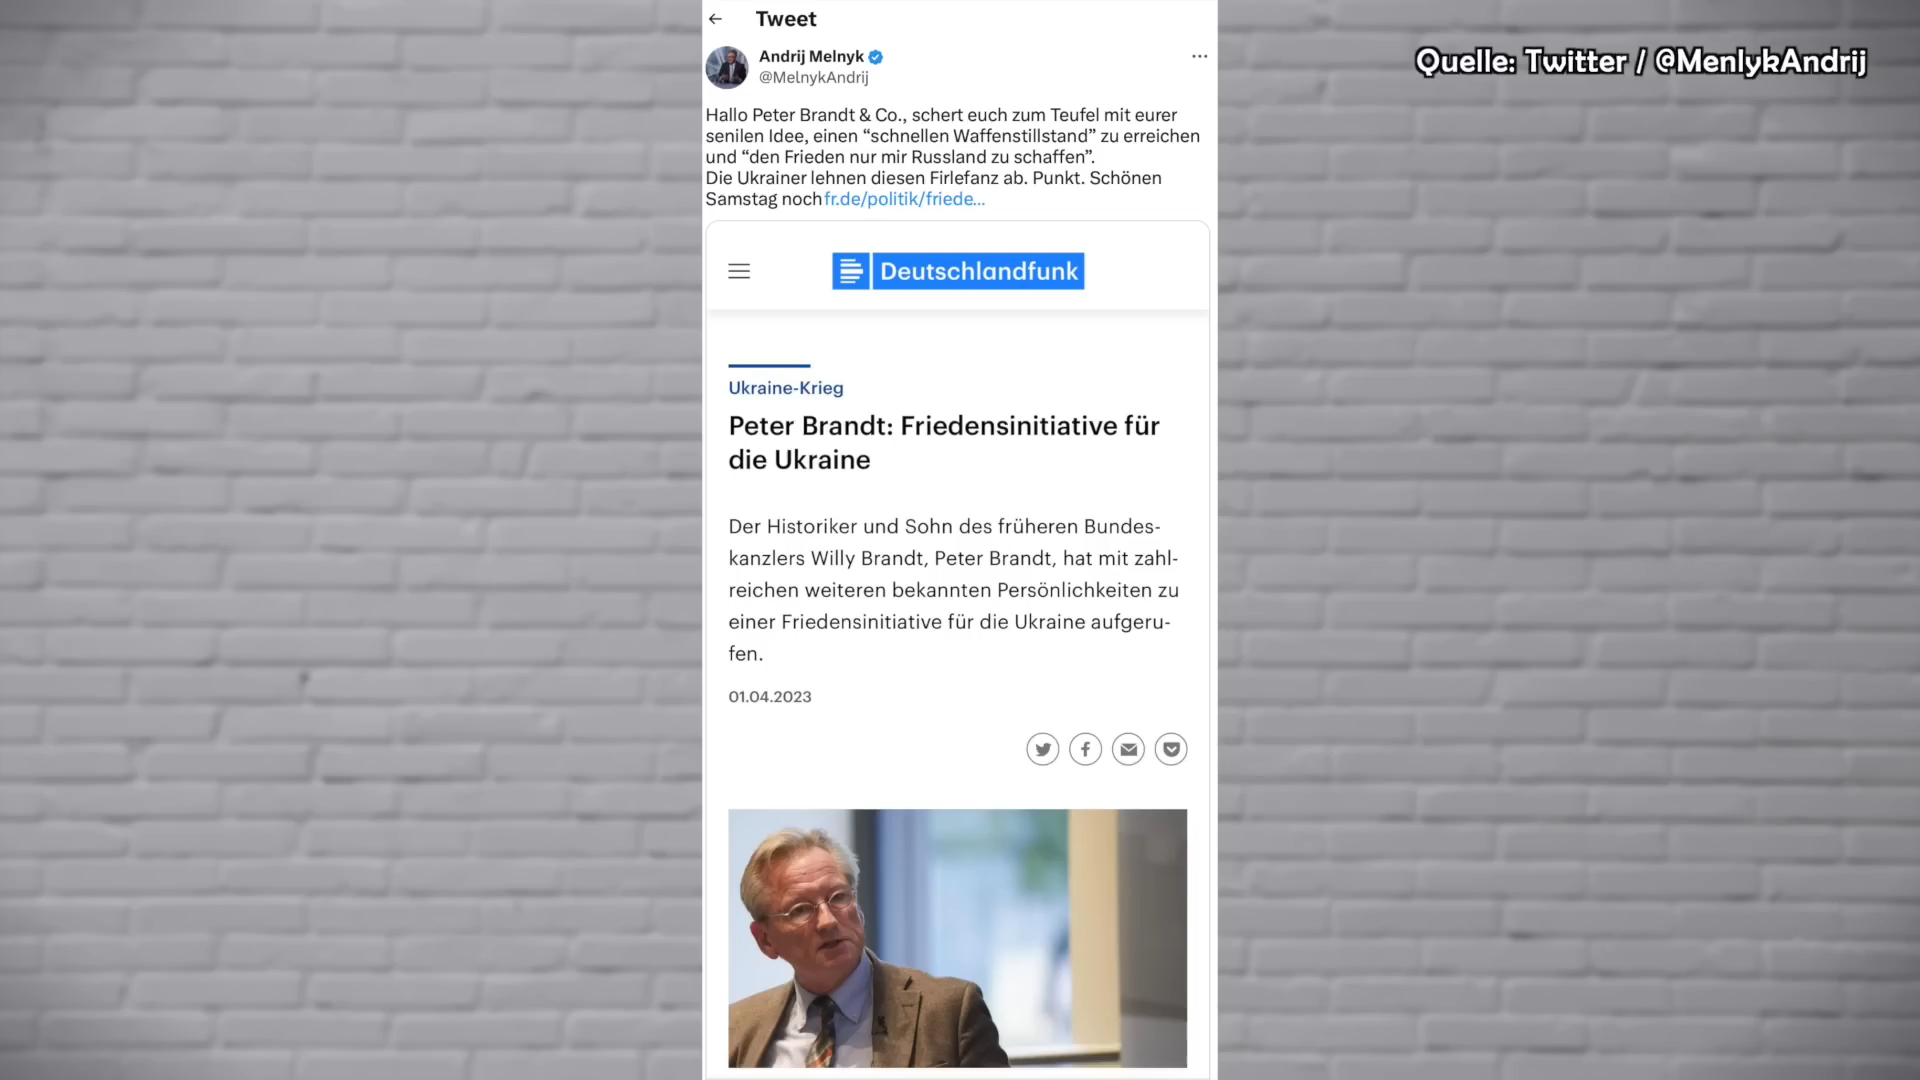 Tweet
Quelle: Twitter / @MenlykAndrij
Andrij Melnyk
@MelnykAndrij
Hallo Peter Brandt & Co., schert euch zum Teufel mit eurer
senilen Idee, einen “schnellen Waffenstillstand” zu erreichen
und “den Frieden nur mir Russland zu schaffen”.
Die Ukrainer lehnen diesen Firlefanz ab. Punkt. Schönen
Samstag noch fr.de/politik/friede…
Deutschlandfunk
Ukraine-Krieg
Peter Brandt: Friedensinitiative für
die Ukraine
Der Historiker und Sohn des früheren Bundes-
kanzlers Willy Brandt, Peter Brandt, hat mit zahl-
reichen weiteren bekannten Persönlichkeiten zu
einer Friedensinitiative für die Ukraine aufgeru-
fen.
01.04.2023